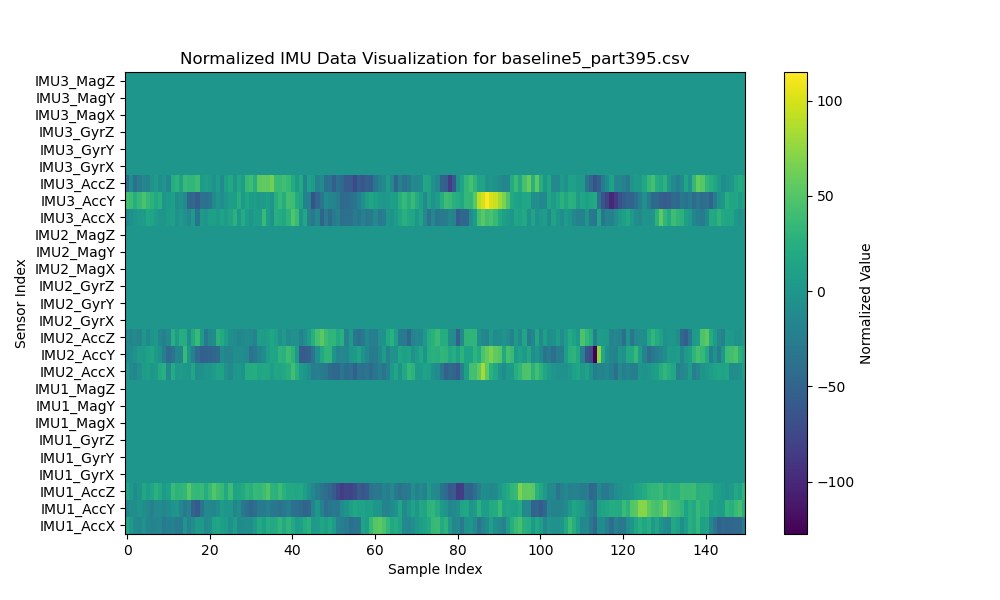 Normalized IMU Data Visualization for baseline5_part395.csv
IMU3_MagZ
IMU3_MagY
IMU3_MagX
IMU3_GyrZ
IMU3_GyrY
IMU3_GyrX
IMU3_AccZ
IMU3_AccY
IMU3_AccX
IMU2_MagZ
IMU2_MagY
IMU2_MagX
IMU2_GyrZ
IMU2_GyrY
IMU2_GyrX
IMU2_AccZ
IMU2_AccY
IMU2_AccX
IMU1_MagZ
IMU1_MagY
IMU1_MagX
IMU1_GyrZ
IMU1_GyrY
IMU1_GyrX
IMU1_AccZ
IMU1_AccY
IMU1_AccX
Sensor Index
0 20 40 60 80 100 120 140
Sample Index
100
50
0
−50
−100
Normalized Value